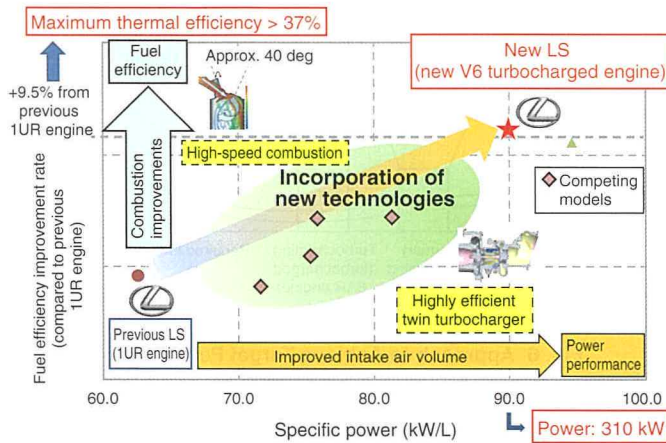 Maximum thermal efficiency > 37%
Fuel
efficiency
Approx. 40 deg
New LS
(new V6 turbocharged engine)
+9.5% from
previous
1UR engine
Combustion
improvements
High-speed combustion
Incorporation of
new technologies
Competing
models
Fuel efficiency improvement rate
(compared to previous
1UR engine)
Previous LS
(1UR engine)
Highly efficient
twin turbocharger
Improved intake air volume
Power
performance
60.0 70.0 80.0 90.0 100.0
Specific power (kW/L)
Power: 310 kW